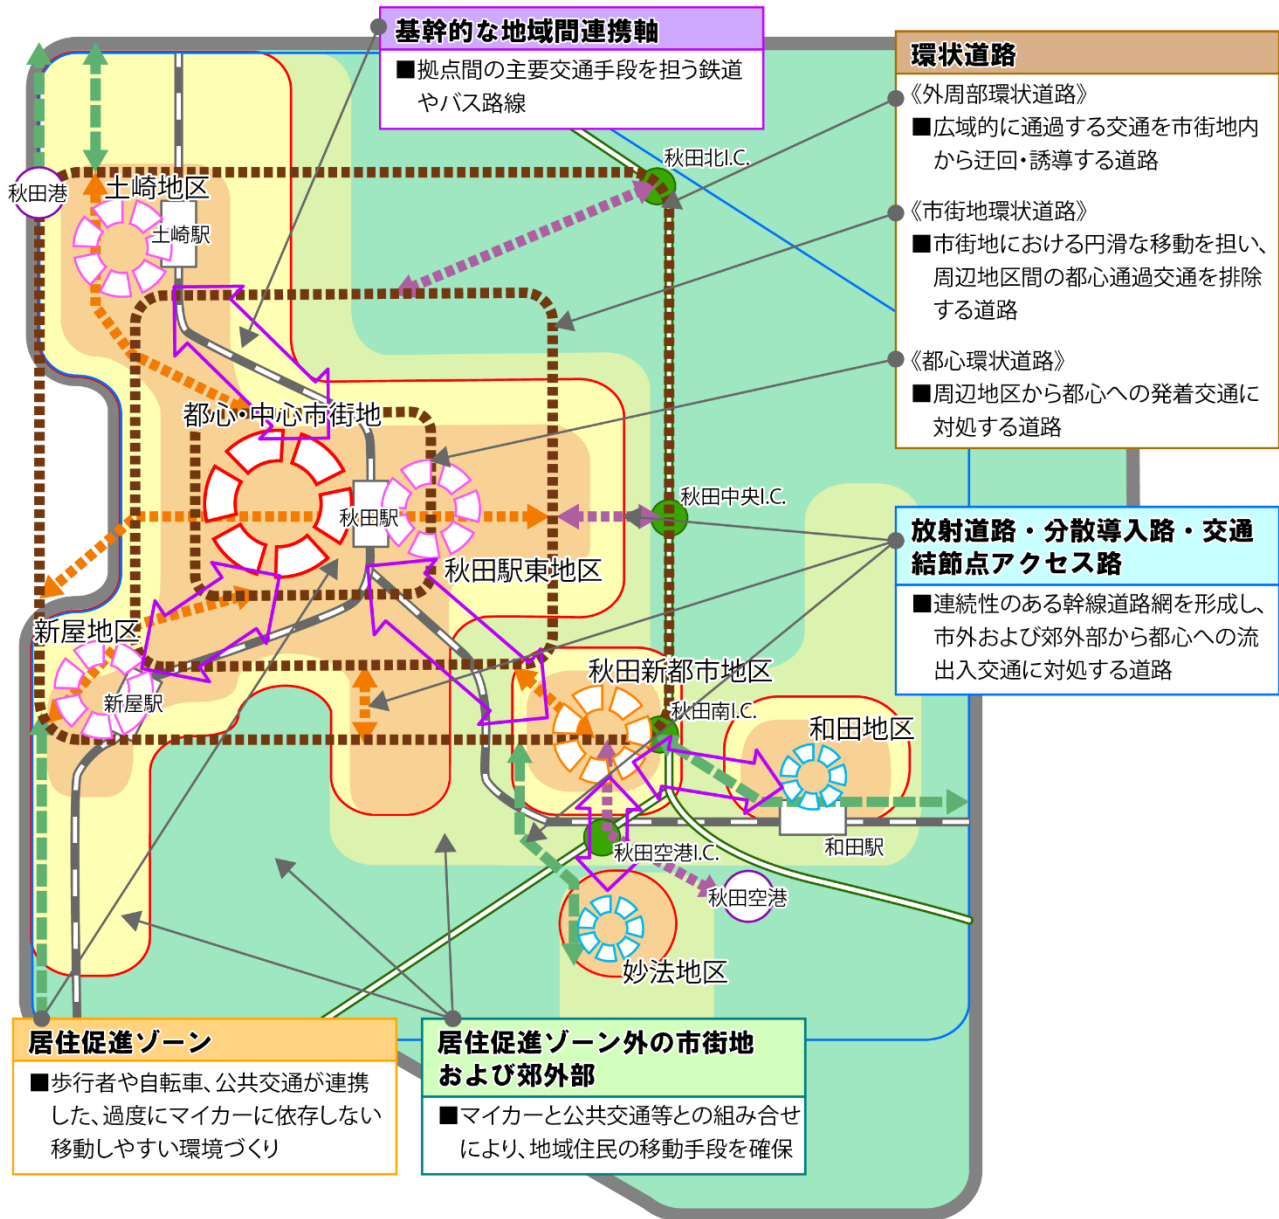 基幹的な地域間連携軸
■拠点間の主要交通手段を担う鉄道
やバス路線
環状道路
《外周部環状道路》
■広域的に通過する交通を市街地内
から迂回・誘導する道路
《市街地環状道路》
■市街地における円滑な移動を担い、
周辺地区間の都心通過交通を排除
する道路
《都心環状道路》
■周辺地区から都心への発着交通に
対処する道路
放射道路・分散導入路・交通
結節点アクセス路
■連続性のある幹線道路網を形成し、
市外および郊外部から都心への流
出入交通に対処する道路
秋田北I.C.
秋田港
土崎地区
土崎駅
都心・中心市街地
秋田駅
秋田中央I.C.
秋田駅東地区
新屋地区
新屋駅
秋田新都市地区
秋田南I.C.
和田地区
和田駅
秋田空港I.C.
秋田空港
妙法地区
居住促進ゾーン
■歩行者や自転車、公共交通が連携
した、過度にマイカーに依存しない
移動しやすい環境づくり
居住促進ゾーン外の市街地
および郊外部
■マイカーと公共交通等との組み合せ
により、地域住民の移動手段を確保